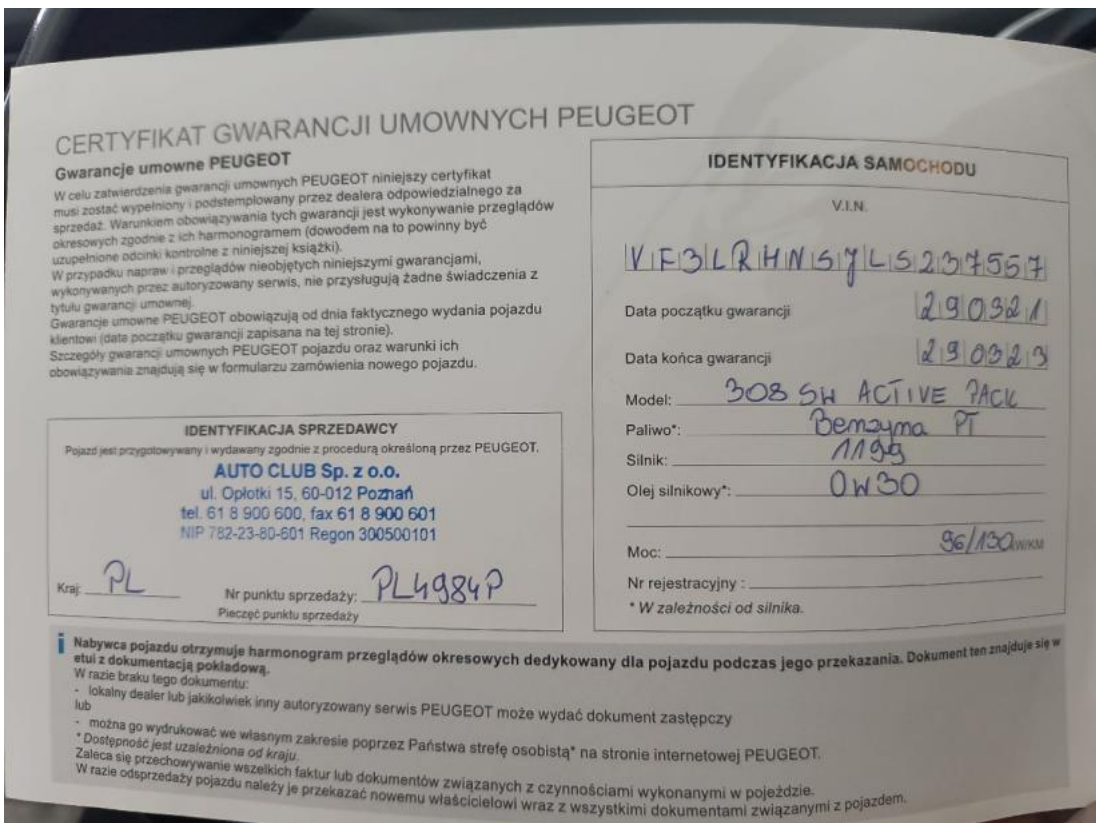 CERTYFIKAT GWARANCJI UMOWNYCH PEUGEOT
Gwarancje umowne PEUGEOT
W celu zatwierdzenia gwarancji umownych PEUGEOT niniejszy certyfikat
musi zostać wypełniony i podstemplowany przez dealera odpowiedzialnego za
sprzedaż. Warunkiem obowiązywania tych gwarancji jest wykonywanie przeglądów
okresowych zgodnie z ich harmonogramem (dowodem na to powinny być
uzupełnione odcinki kontrolne z niniejszej książki).
W przypadku napraw i przeglądów nieobjętych niniejszymi gwarancjami,
wykonywanych przez autoryzowany serwis, nie przysługują żadne świadczenia z
tytułu gwarancji umownej.
Gwarancje umowne PEUGEOT obowiązują od dnia faktycznego wydania pojazdu
klientowi (data początku gwarancji zapisana na tej stronie).
Szczegóły gwarancji umownych PEUGEOT pojazdu oraz warunki ich
obowiązywania znajdują się w formularzu zamówienia nowego pojazdu.
IDENTYFIKACJA SPRZEDAWCY
Pojazd jest przygotowywany i wydawany zgodnie z procedurą określoną przez PEUGEOT.
AUTO CLUB Sp. z o.o.
ul. Opłotki 15, 60-012 Poznań
tel. 61 8 900 600, fax 61 8 900 601
NIP 782-23-80-601 Regon 300500101
Kraj: PL Nr punktu sprzedaży: PL4984P
Pieczęć punktu sprzedaży
IDENTYFIKACJA SAMOCHODU
V.I.N.
VF3LRHNSYLS237557
Data początku gwarancji 290321
Data końca gwarancji 290323
Model: 308 SW ACTIVE PACK
Paliwo*: Benzyna PT
Silnik: 1199
Olej silnikowy*: 0W30
Moc: 96/130 W/KM
Nr rejestracyjny :
* W zależności od silnika.
i Nabywca pojazdu otrzymuje harmonogram przeglądów okresowych dedykowany dla pojazdu podczas jego przekazania. Dokument ten znajduje się w
etui z dokumentacją pokładową.
W razie braku tego dokumentu:
- lokalny dealer lub jakikolwiek inny autoryzowany serwis PEUGEOT może wydać dokument zastępczy
lub
- można go wydrukować we własnym zakresie poprzez Państwa strefę osobistą* na stronie internetowej PEUGEOT.
* Dostępność jest uzależniona od kraju.
Zaleca się przechowywanie wszelkich faktur lub dokumentów związanych z czynnościami wykonanymi w pojeździe.
W razie odsprzedaży pojazdu należy je przekazać nowemu właścicielowi wraz z wszystkimi dokumentami związanymi z pojazdem.